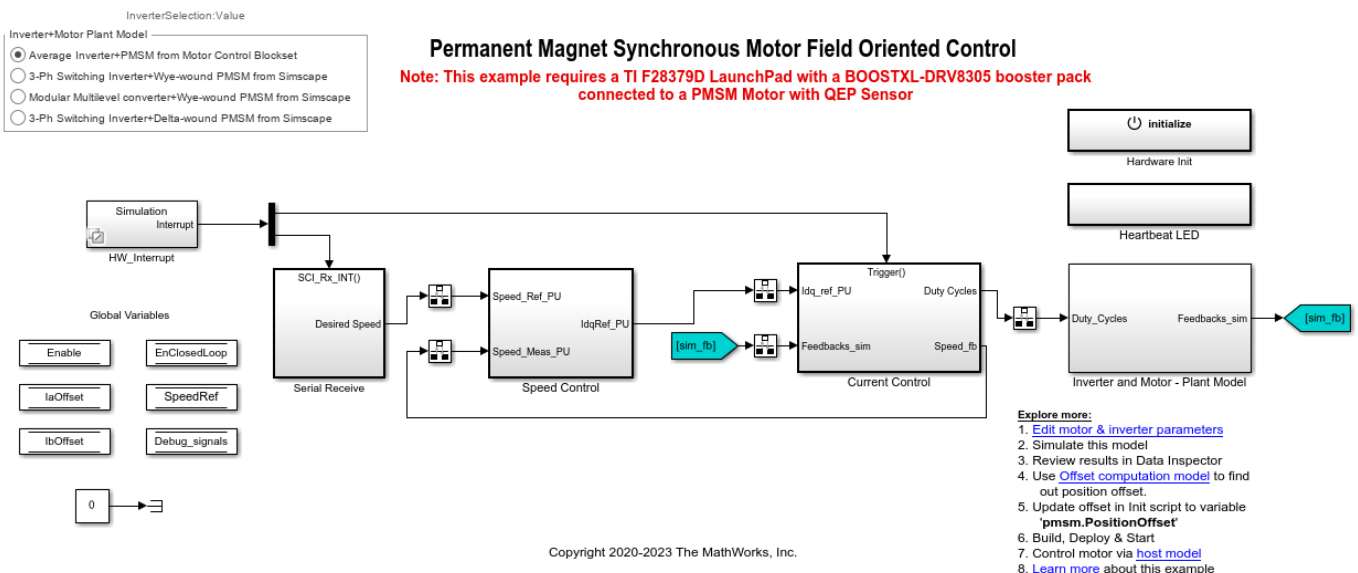 InverterSelection:Value
Inverter+Motor Plant Model
Average Inverter+PMSM from Motor Control Blockset
3-Ph Switching Inverter+Wye-wound PMSM from Simscape
Modular Multilevel converter+Wye-wound PMSM from Simscape
3-Ph Switching Inverter+Delta-wound PMSM from Simscape
Permanent Magnet Synchronous Motor Field Oriented Control
Note: This example requires a TI F28379D LaunchPad with a BOOSTXL-DRV8305 booster pack
connected to a PMSM Motor with QEP Sensor
initialize
Hardware Init
Heartbeat LED
Simulation
Interrupt
HW_Interrupt
SCI_Rx_INT()
Desired Speed
Serial Receive
Speed_Ref_PU
IdqRef_PU
Speed_Meas_PU
Speed Control
[sim_fb]
Trigger()
Idq_ref_PU
Duty Cycles
Feedbacks_sim
Speed_fb
Current Control
Duty_Cycles
Feedbacks_sim
Inverter and Motor - Plant Model
[sim_fb]
Global Variables
Enable
EnClosedLoop
IaOffset
SpeedRef
IbOffset
Debug_signals
0
Explore more:
1. Edit motor & inverter parameters
2. Simulate this model
3. Review results in Data Inspector
4. Use Offset computation model to find
out position offset.
5. Update offset in Init script to variable
'pmsm.PositionOffset'
6. Build, Deploy & Start
7. Control motor via host model
8. Learn more about this example
Copyright 2020-2023 The MathWorks, Inc.